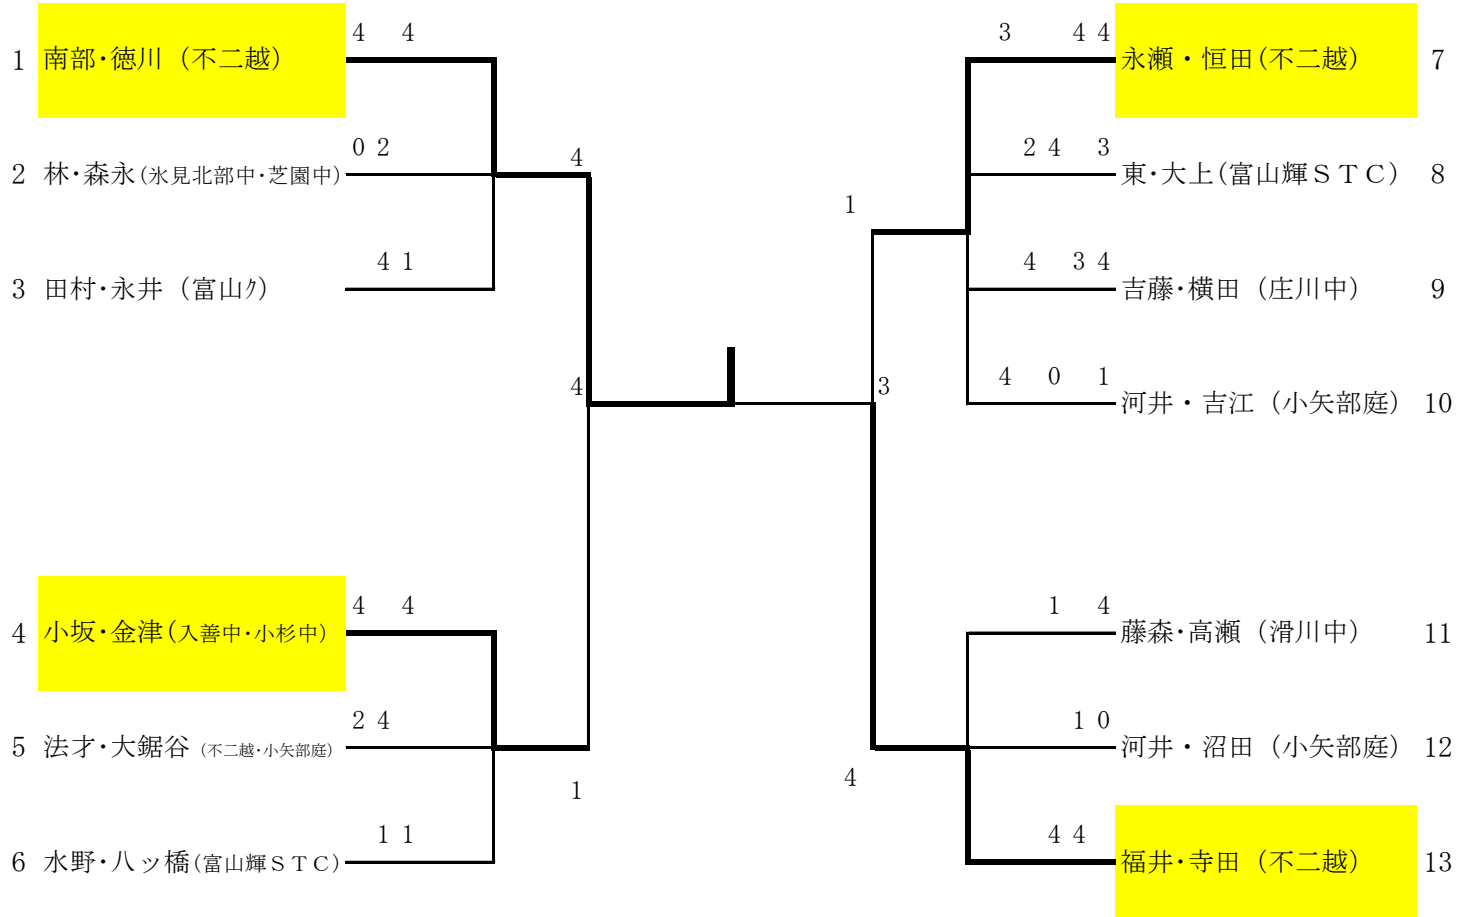 4 4
1 南部・徳川（不二越）
0 2
2 林・森永(氷見北部中・芝園中)
4
4 1
3 田村・永井（富山ｸ）
4
4 4
4 小坂・金津(入善中・小杉中)
2 4
5 法才・大鋸谷（不二越・小矢部庭）
1
1 1
6 水野・八ッ橋(富山輝ＳＴＣ)
3 4 4
永瀬・恒田(不二越） 7
2 4 3
東・大上(富山輝ＳＴＣ） 8
1
4 3 4
吉藤・横田（庄川中） 9
3
4 0 1
河井・吉江（小矢部庭） 10
1 4
藤森・高瀬（滑川中） 11
1 0
河井・沼田（小矢部庭） 12
4
4 4
福井・寺田（不二越） 13